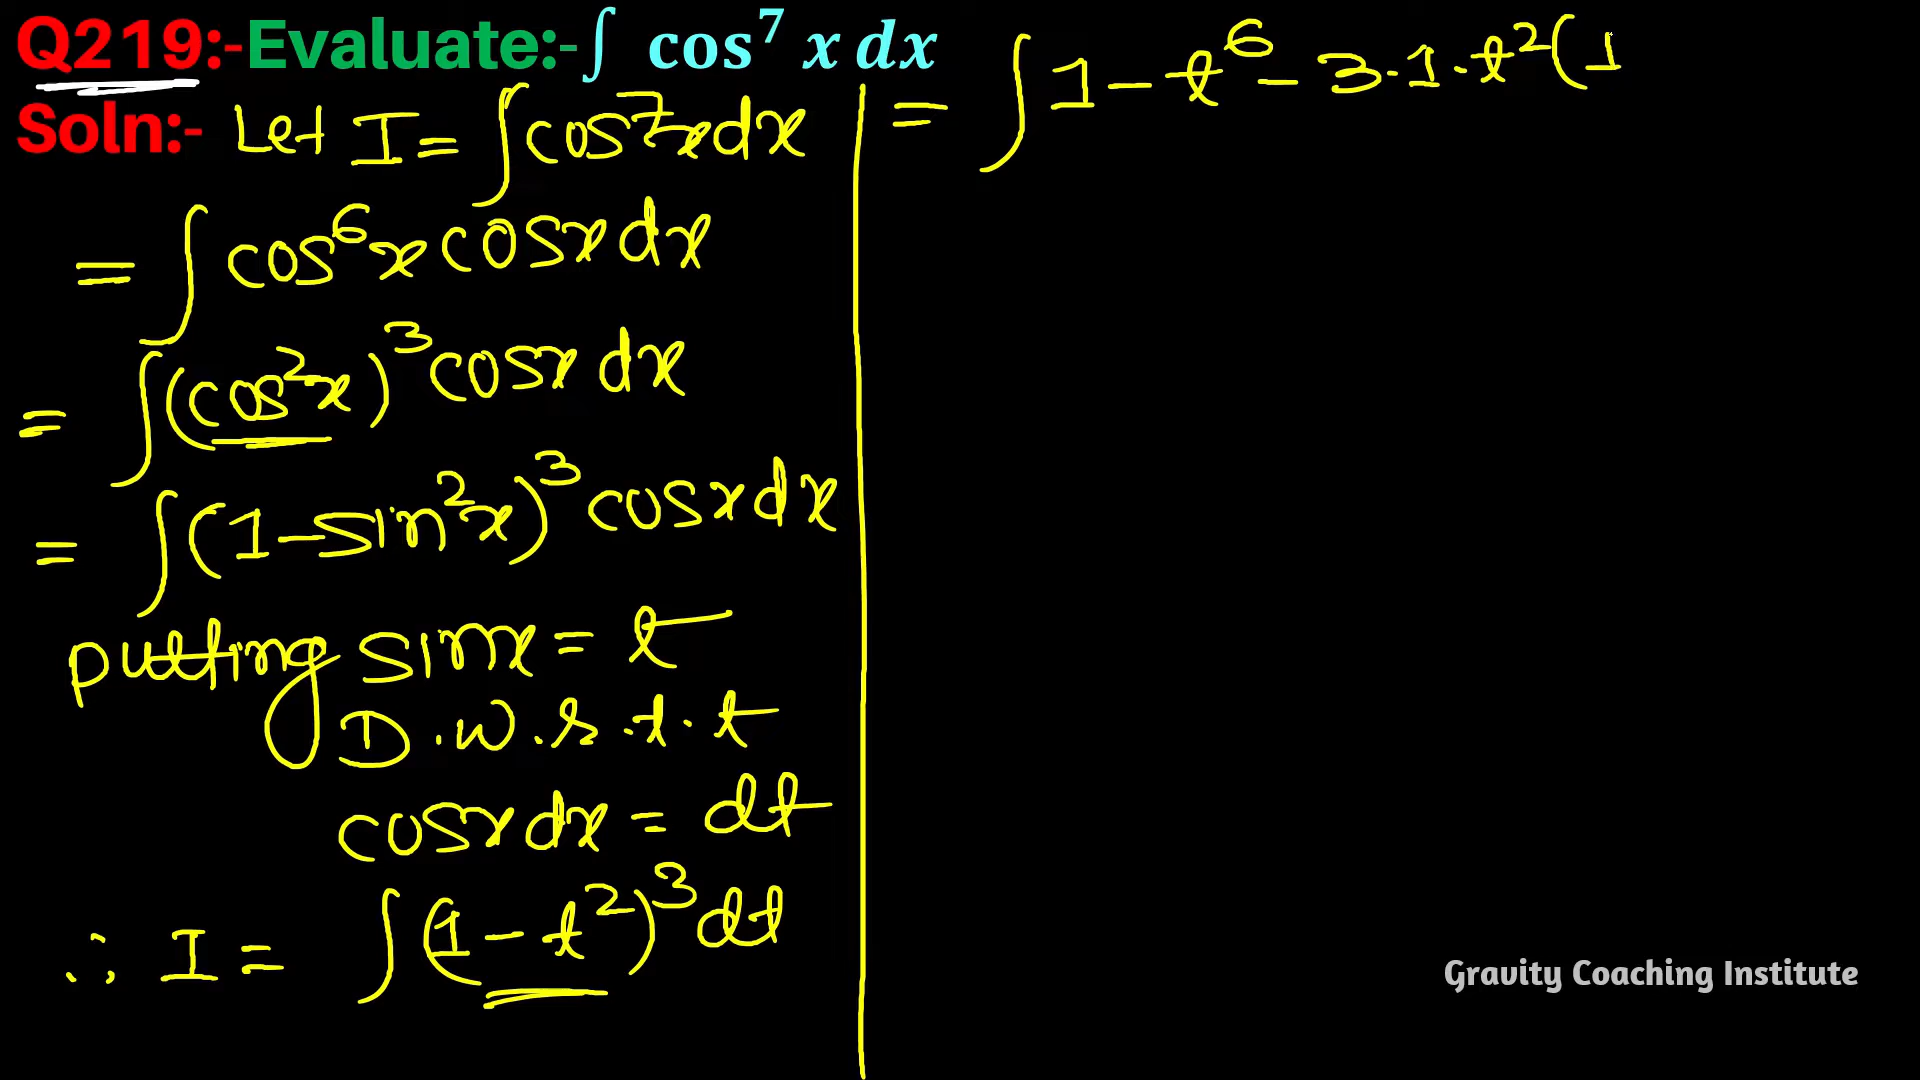 Q219:-Evaluate:-∫ cos⁷ x dx
Soln:- Let I = ∫cos⁷x dx
= ∫ cos⁶x cosx dx
= ∫(cos²x)³ cosx dx
= ∫(1-sin²x)³ cosx dx
putting sinx = t
D.w.r.t.t
cosx dx = dt
∴ I = ∫(1-t²)³ dt
= ∫1-t⁶-3·1·t²(1
Gravity Coaching Institute